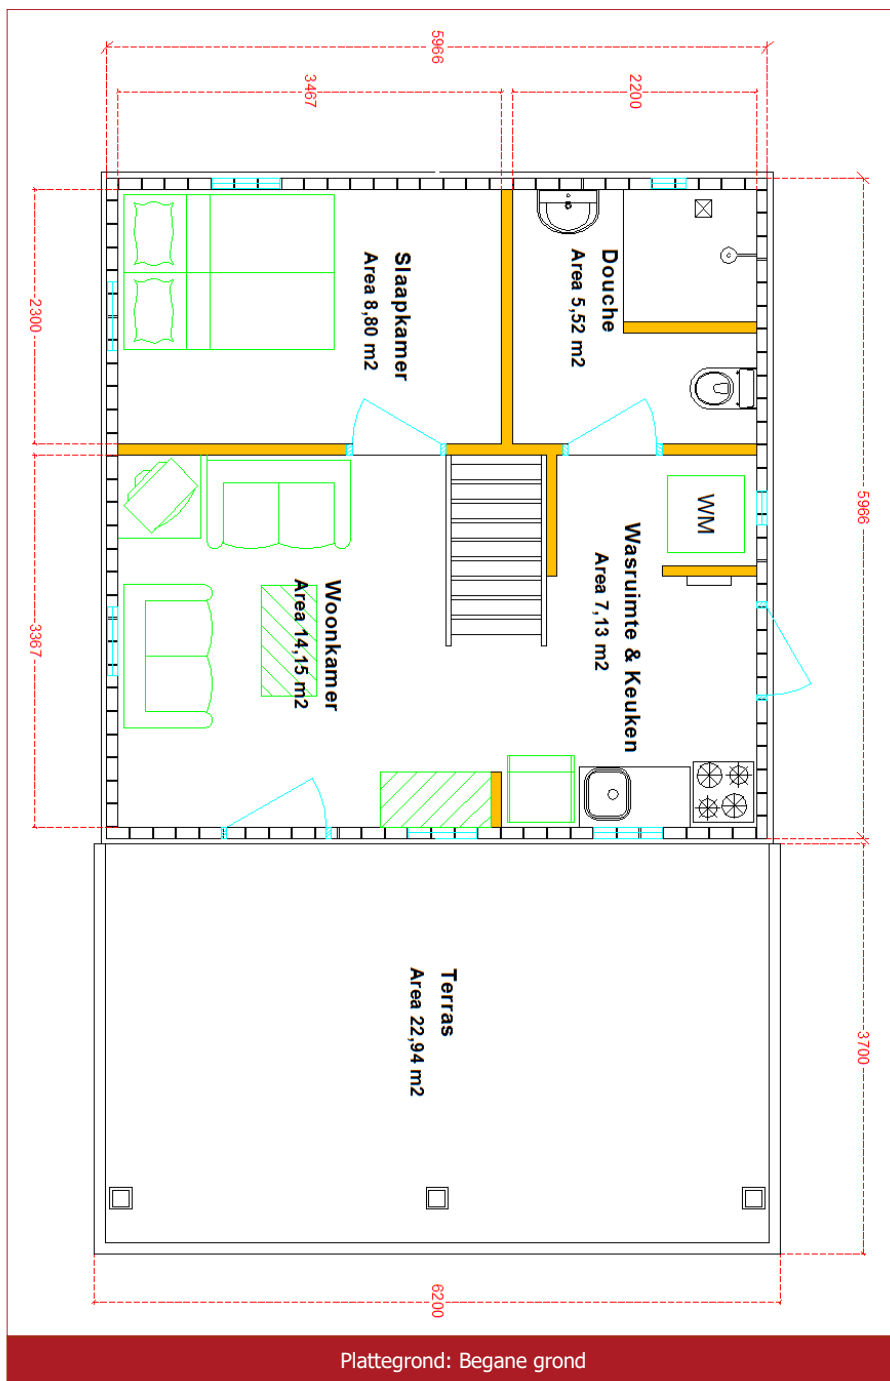 5966
3467
2200
2300
3367
5966
3700
6200
Slaapkamer
Area 8,80 m2
Douche
Area 5,52 m2
WM
Wasruimte & Keuken
Area 7,13 m2
Woonkamer
Area 14,15 m2
Terras
Area 22,94 m2
Plattegrond: Begane grond